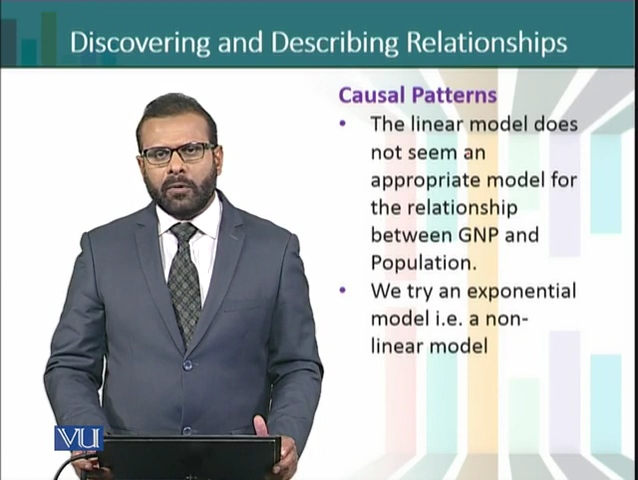 Discovering and Describing Relationships
Causal Patterns
• The linear model does
not seem an
appropriate model for
the relationship
between GNP and
Population.
• We try an exponential
model i.e. a non-
linear model
VU